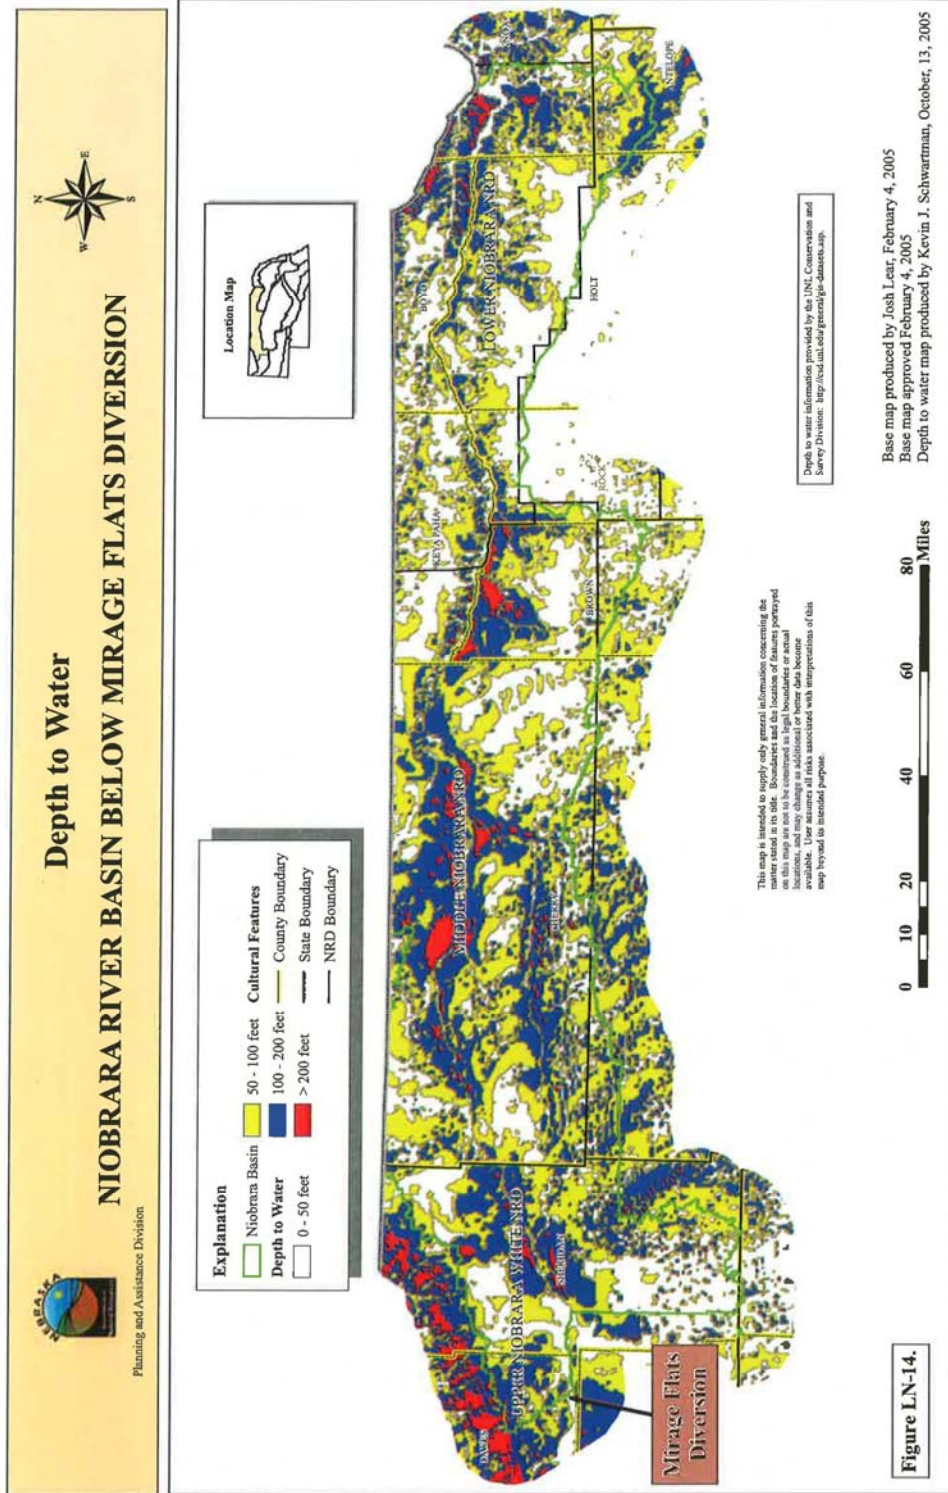 Depth to Water
NIOBRARA RIVER BASIN BELOW MIRAGE FLATS DIVERSION
NEBRASKA
Planning and Assistance Division
N
W
E
S
Explanation
Niobrara Basin
Depth to Water
0 - 50 feet
50 - 100 feet
100 - 200 feet
> 200 feet
Cultural Features
County Boundary
State Boundary
NRD Boundary
Location Map
DAWES
UPPER NIOBRARA WHITE NRD
SHERIDAN
MIDDLE NIOBRARA NRD
CHERRY
KEYA PAHA
BROWN
ROCK
BOYD
LOWER NIOBRARA NRD
HOLT
KNOX
ANTELOPE
Mirage Flats
Diversion
This map is intended to supply only general information concerning the
matter stated in its title. Boundaries and the location of features portrayed
on this map are not to be construed as legal boundaries or actual
locations, and may change as additional or better data become
available. User assumes all risks associated with interpretations of this
map beyond its intended purpose.
Depth to water information provided by the UNL Conservation and
Survey Division: http://csd.unl.edu/general/gis-datasets.asp.
0 10 20 40 60 80
Miles
Base map produced by Josh Lear, February 4, 2005
Base map approved February 4, 2005
Depth to water map produced by Kevin J. Schwartman, October, 13, 2005
Figure LN-14.